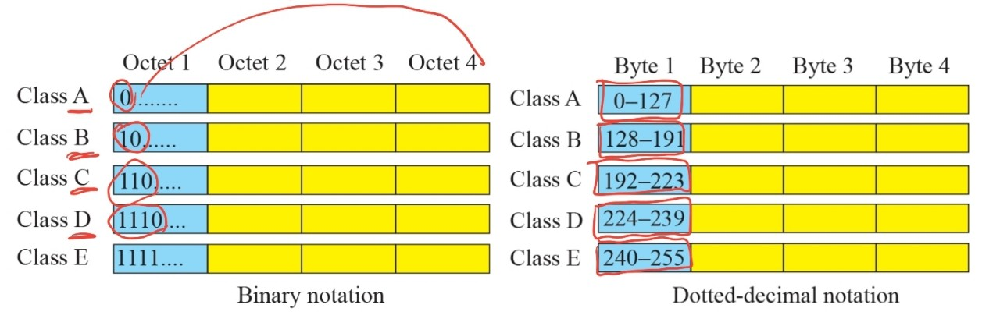 Octet 1 Octet 2 Octet 3 Octet 4
Class A 0........
Class B 10......
Class C 110.....
Class D 1110....
Class E 1111....
Binary notation
Byte 1 Byte 2 Byte 3 Byte 4
Class A 0–127
Class B 128–191
Class C 192–223
Class D 224–239
Class E 240–255
Dotted-decimal notation